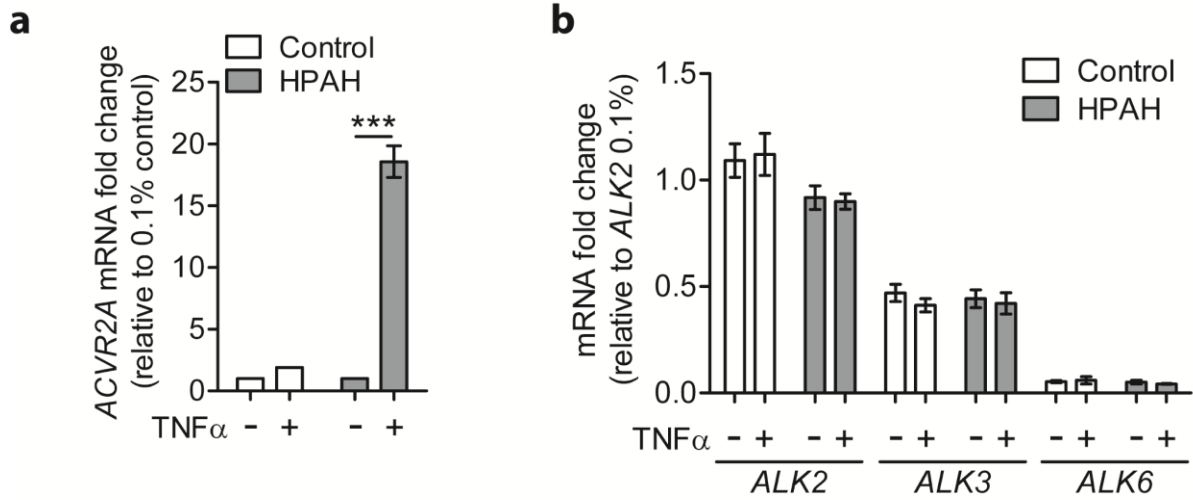 a
Control
HPAH
ACVR2A mRNA fold change
(relative to 0.1% control)
25
20
15
10
5
0
***
TNFα - + - +
b
Control
HPAH
mRNA fold change
(relative to ALK2 0.1%)
1.5
1.0
0.5
0.0
TNFα - + - + - + - + - + - +
ALK2 ALK3 ALK6